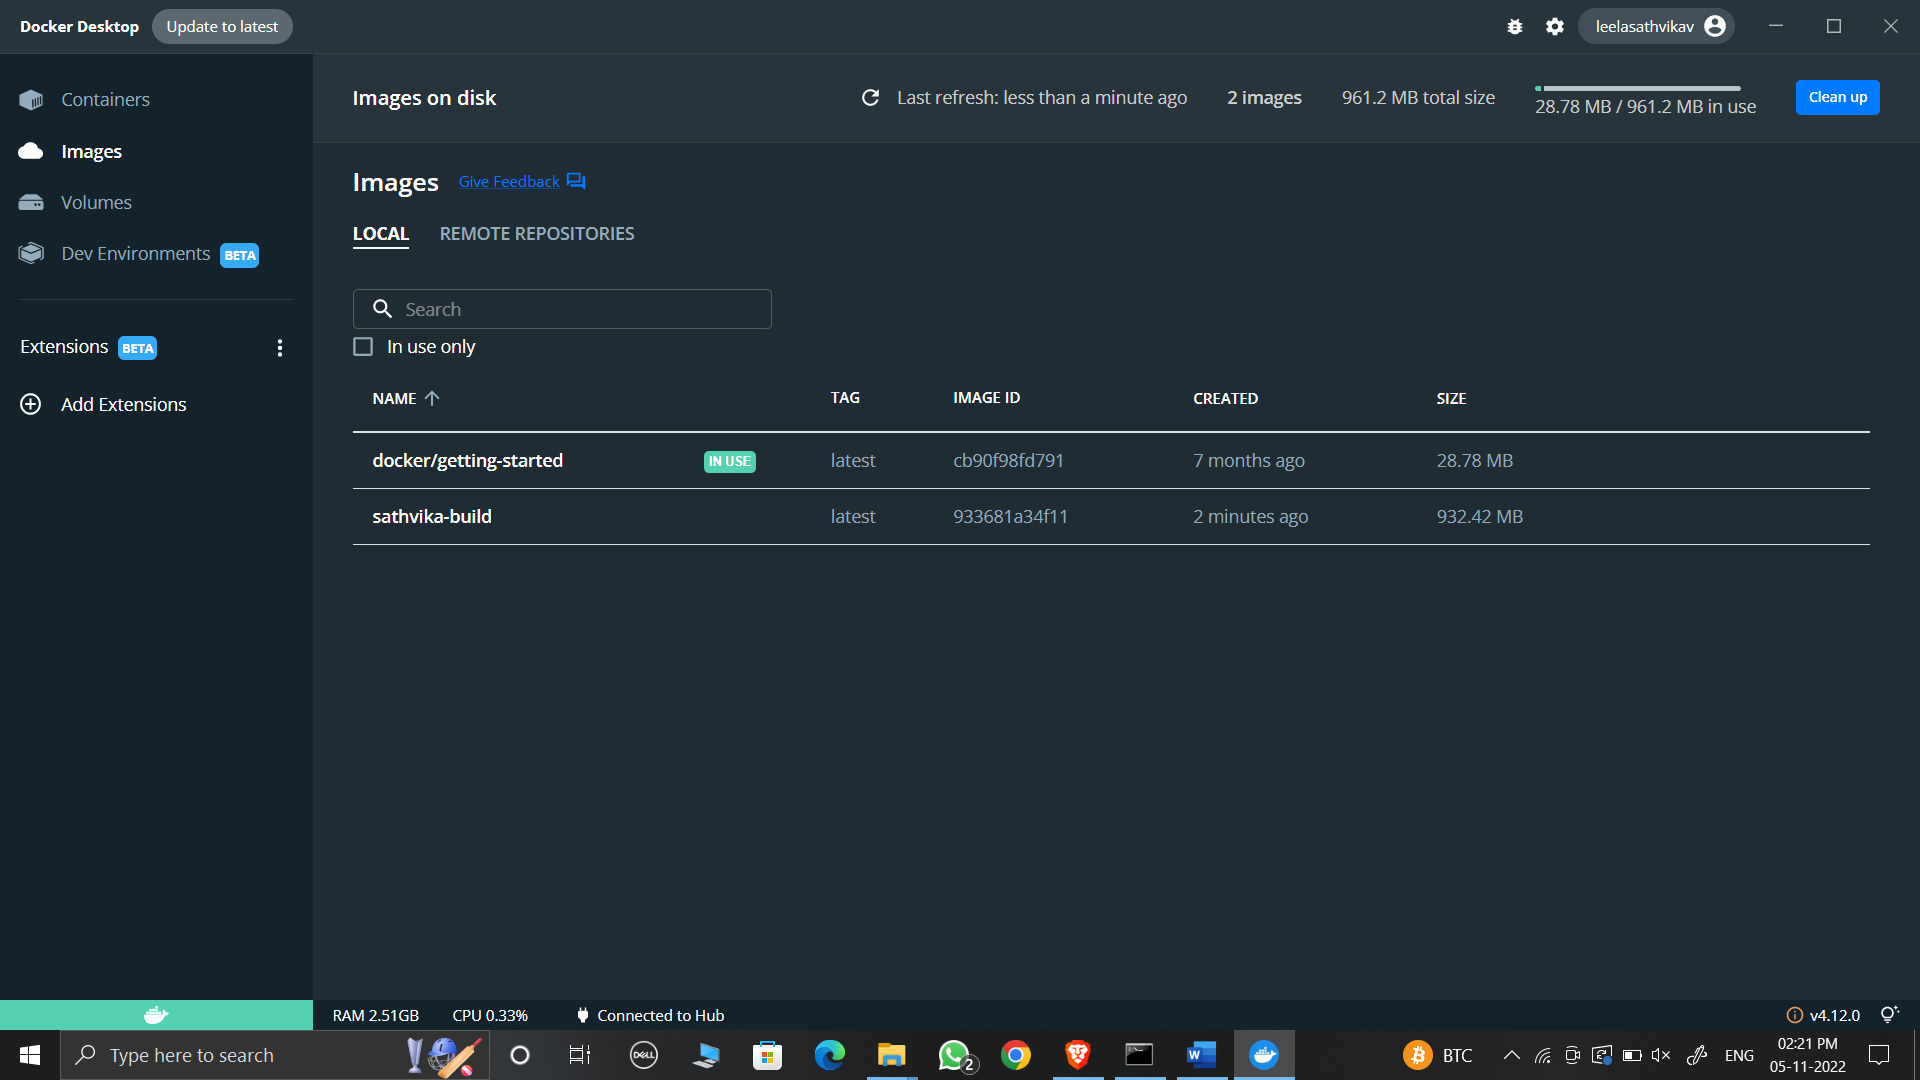 Docker Desktop Update to latest leelasathvikav
Containers
Images
Volumes
Dev Environments BETA
Extensions BETA
Add Extensions
Images on disk Last refresh: less than a minute ago 2 images 961.2 MB total size 28.78 MB / 961.2 MB in use Clean up
Images Give Feedback
LOCAL REMOTE REPOSITORIES
Search
In use only
NAME TAG IMAGE ID CREATED SIZE
docker/getting-started IN USE latest cb90f98fd791 7 months ago 28.78 MB
sathvika-build latest 933681a34f11 2 minutes ago 932.42 MB
RAM 2.51GB CPU 0.33% Connected to Hub v4.12.0
Type here to search DELL 2 BTC ENG 02:21 PM
05-11-2022